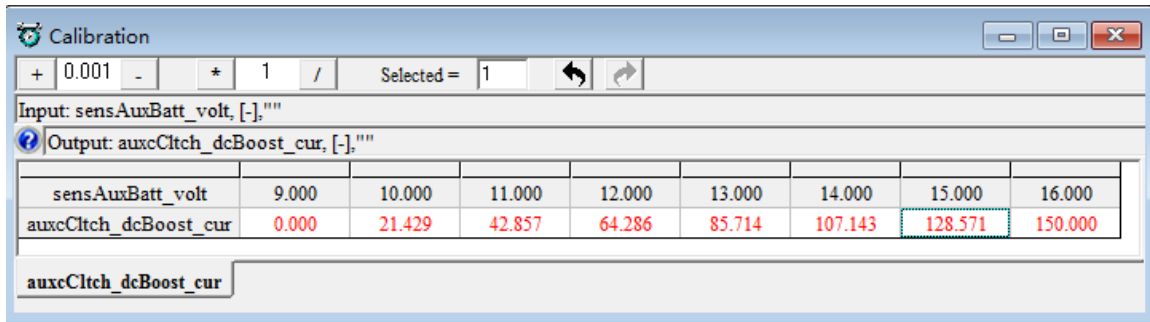 Calibration
+ 0.001 - * 1 / Selected = 1
Input: sensAuxBatt_volt, [-],""
Output: auxcCltch_dcBoost_cur, [-],""
sensAuxBatt_volt 9.000 10.000 11.000 12.000 13.000 14.000 15.000 16.000
auxcCltch_dcBoost_cur 0.000 21.429 42.857 64.286 85.714 107.143 128.571 150.000
auxcCltch_dcBoost_cur